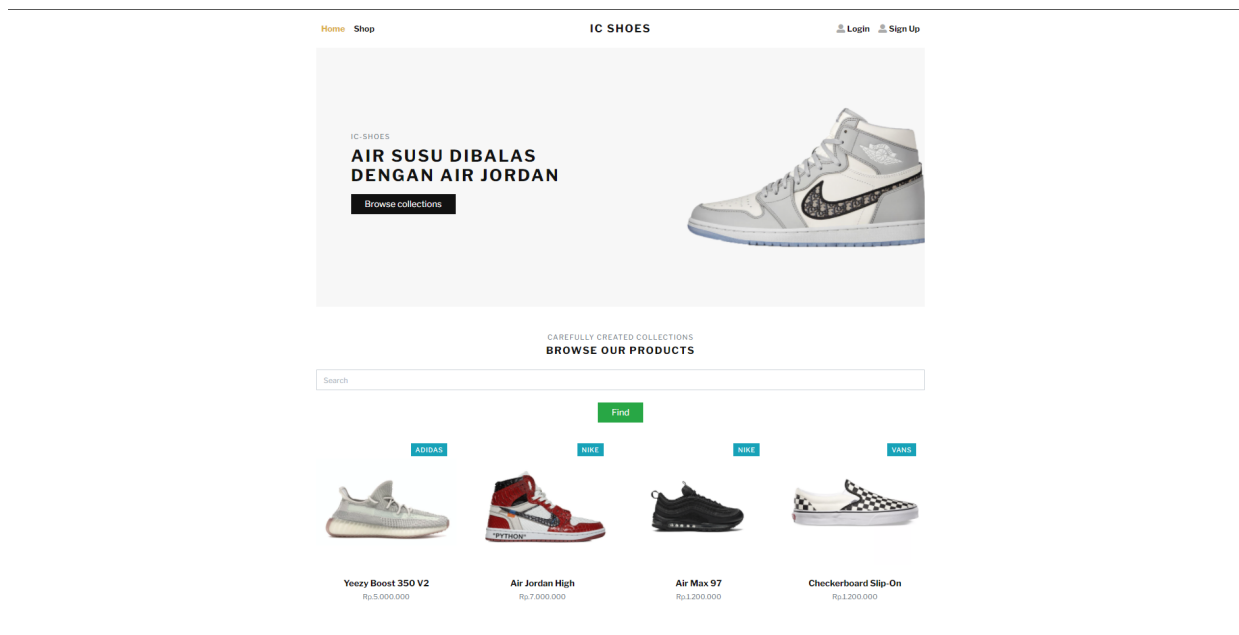 Home Shop IC SHOES Login Sign Up
IC-SHOES
AIR SUSU DIBALAS
DENGAN AIR JORDAN
Browse collections
CAREFULLY CREATED COLLECTIONS
BROWSE OUR PRODUCTS
Search
Find
ADIDAS NIKE NIKE VANS
"PYTHON"
Yeezy Boost 350 V2 Air Jordan High Air Max 97 Checkerboard Slip-On
Rp.5.000.000 Rp.7.000.000 Rp.1.200.000 Rp.1.200.000